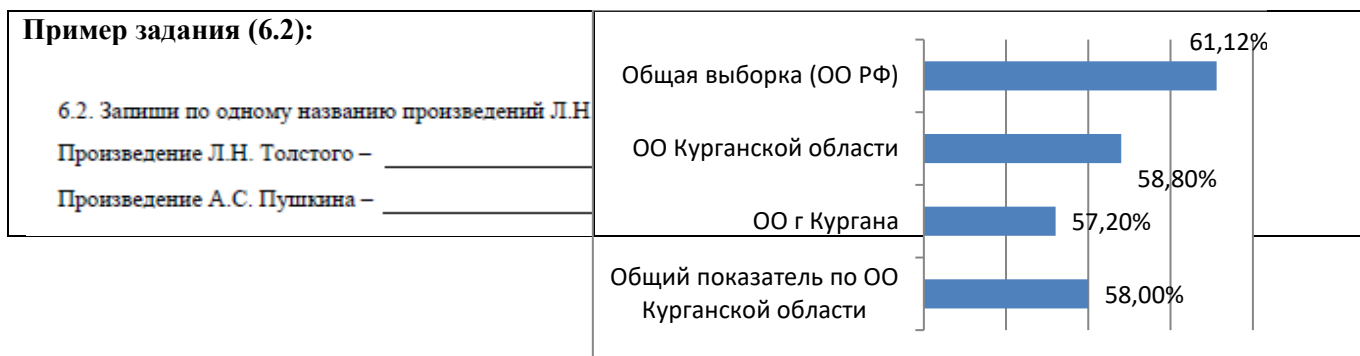 Пример задания (6.2):
6.2. Запиши по одному названию произведений Л.Н
Произведение Л.Н. Толстого –
Произведение А.С. Пушкина –
61,12%
Общая выборка (ОО РФ)
ОО Курганской области
58,80%
ОО г Кургана
57,20%
Общий показатель по ОО
Курганской области
58,00%